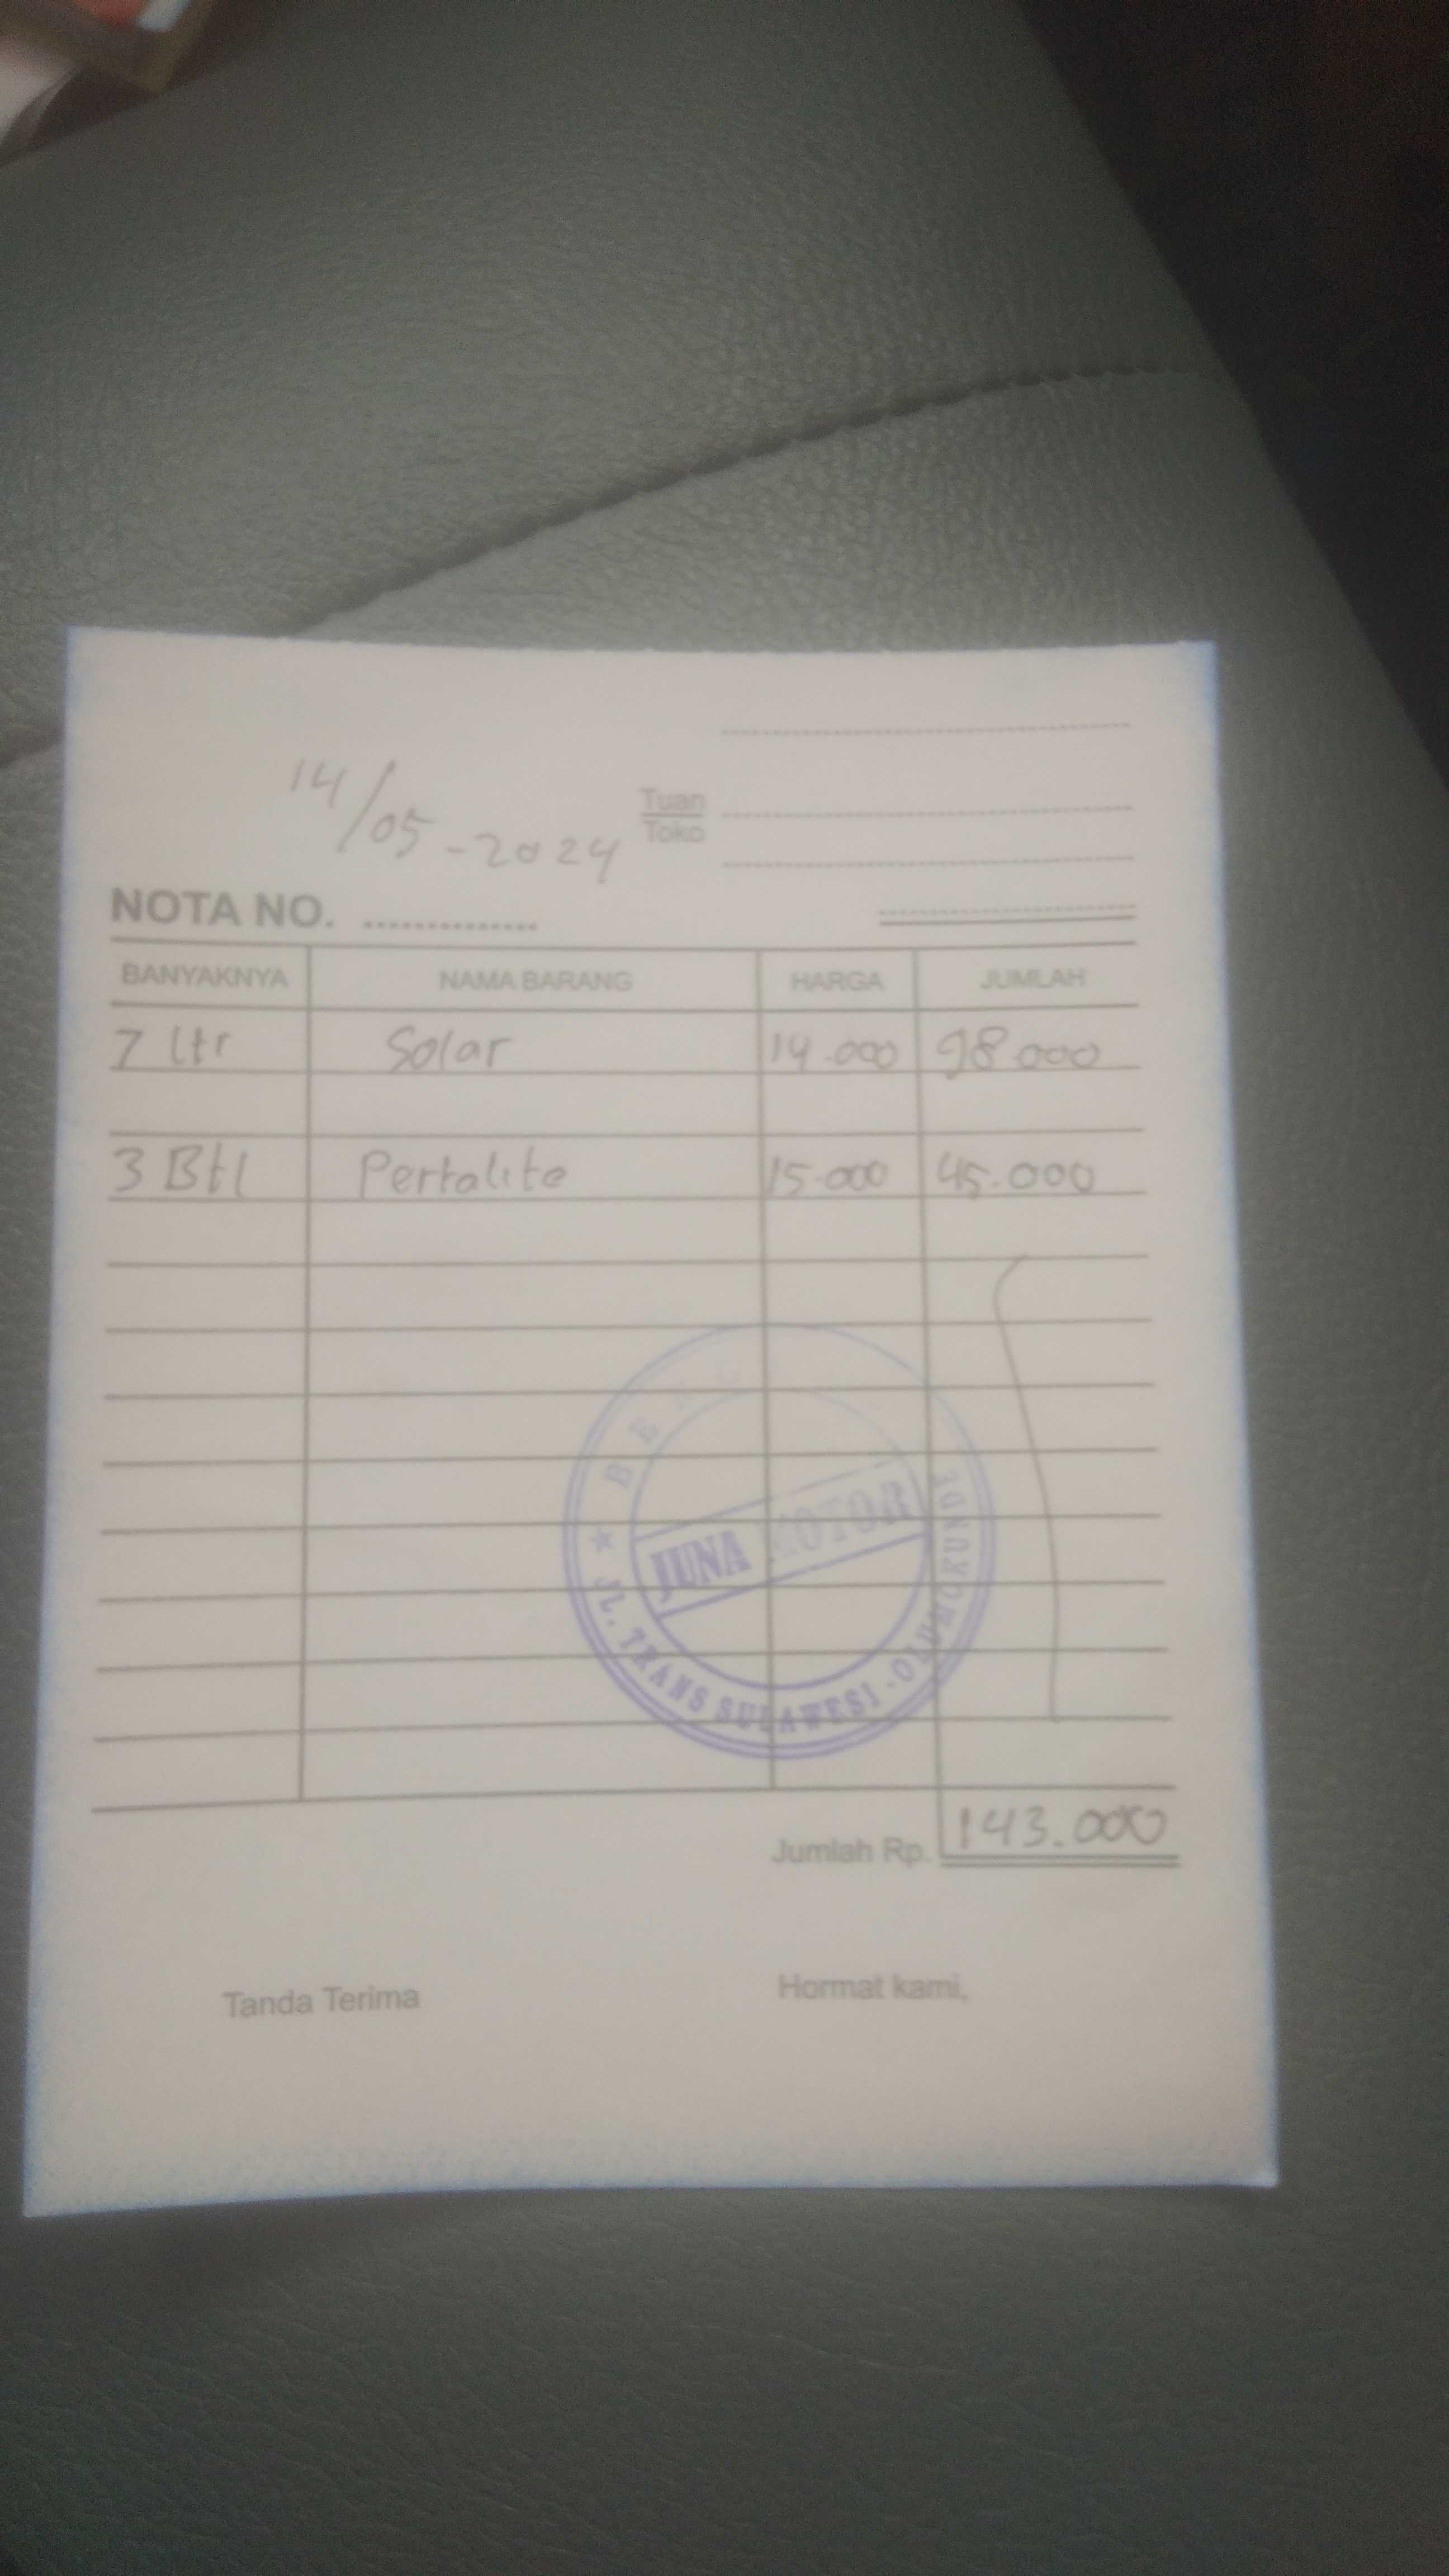 14/05-2024
Tuan
Toko
NOTA NO. ..............
BANYAKNYA NAMA BARANG HARGA JUMLAH
7 ltr Solar 14.000 98.000
3 Btl Pertalite 15.000 45.000
JUNA MOTOR
JL. TRANS SULAWESI
Jumlah Rp. 143.000
Tanda Terima Hormat kami,